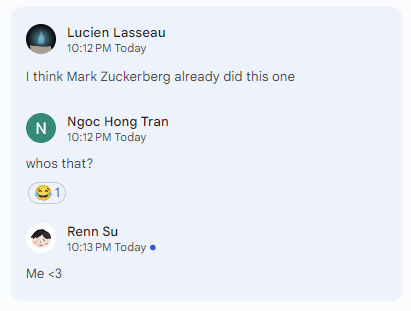 Lucien Lasseau
10:12 PM Today
I think Mark Zuckerberg already did this one
N
Ngoc Hong Tran
10:12 PM Today
whos that?
😂 1
Renn Su
10:13 PM Today
Me <3